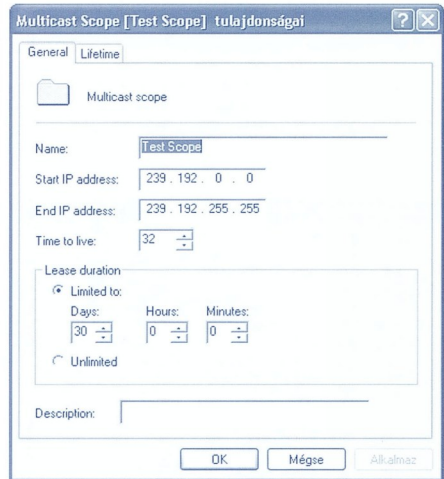 Multicast Scope [Test Scope] tulajdonságai
General Lifetime
Multicast scope
Name: Test Scope
Start IP address: 239 . 192 . 0 . 0
End IP address: 239 . 192 . 255 . 255
Time to live: 32
Lease duration
Limited to:
Days: Hours: Minutes:
30 0 0
Unlimited
Description:
OK Mégse Alkalmaz